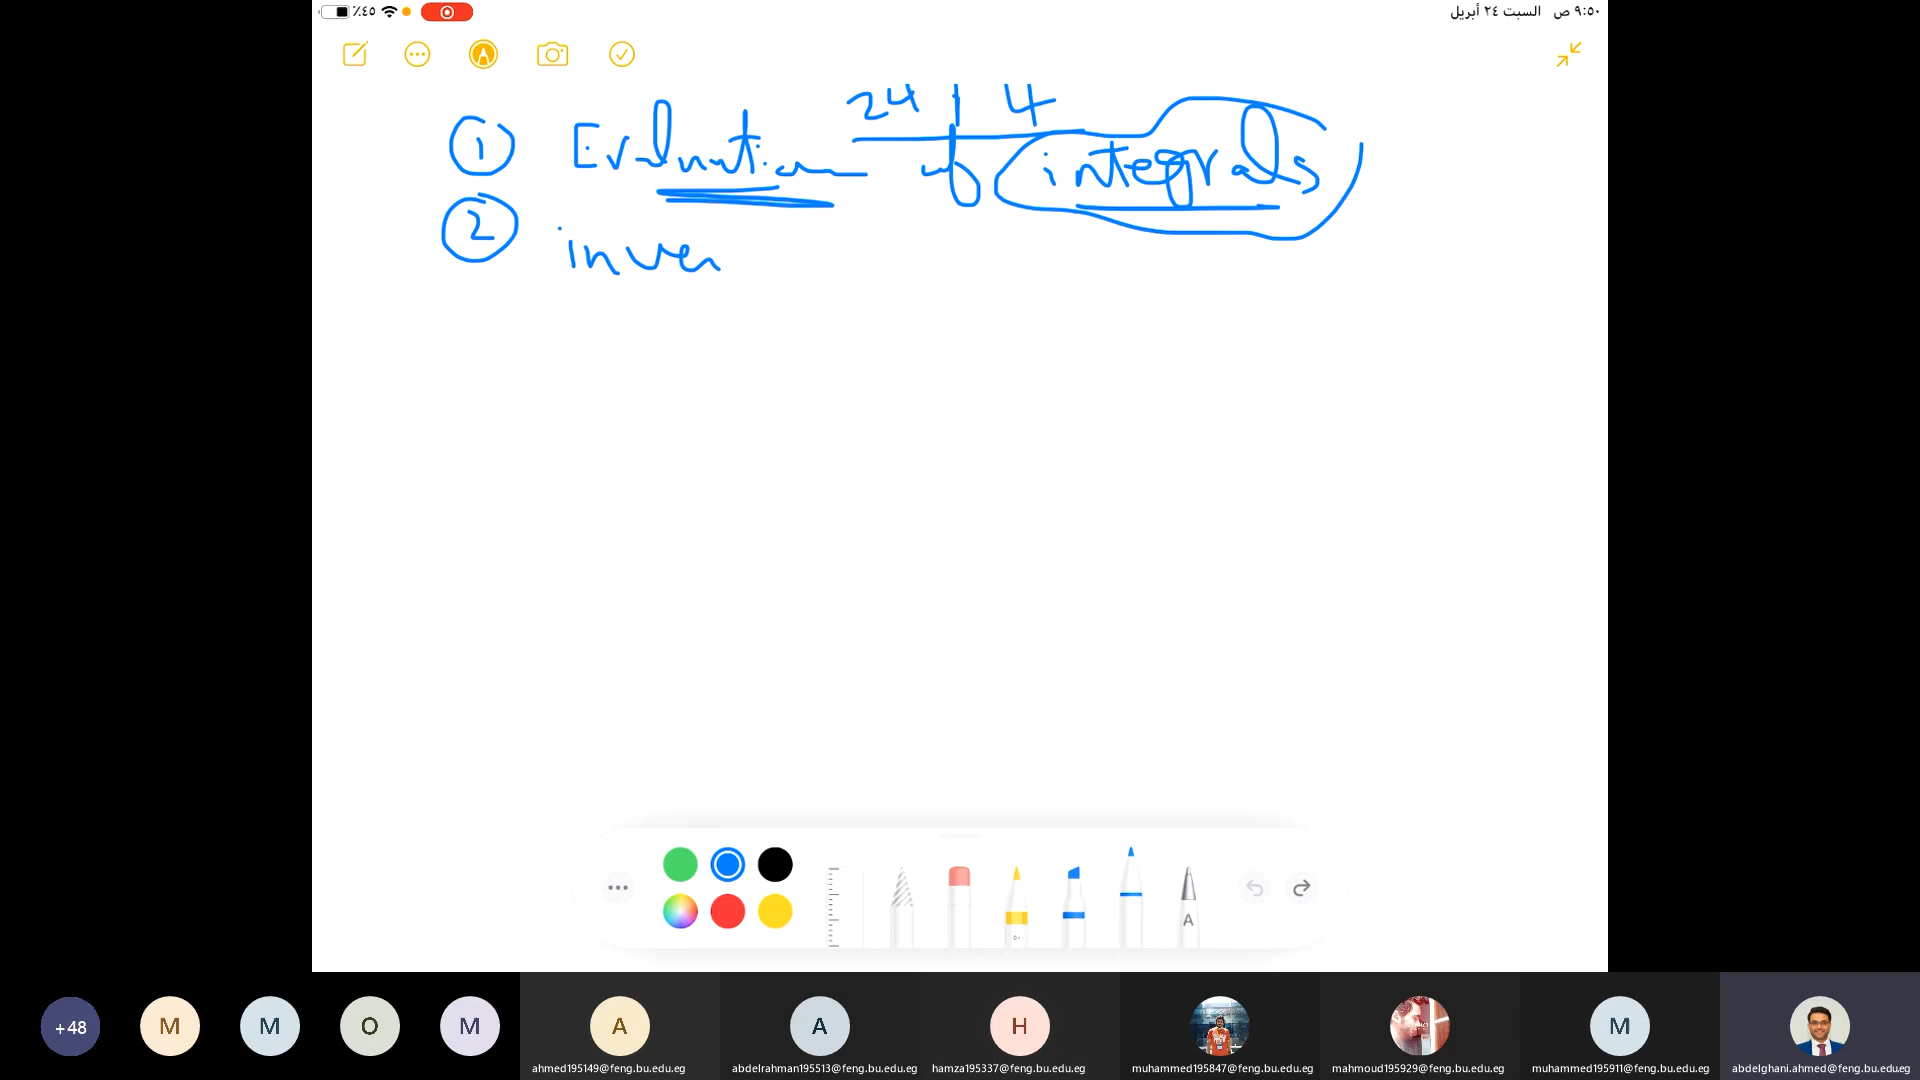 ٪٤٥
٩:٥٠ ص السبت ٢٤ أبريل
24 | 4
① Evaluation of integrals
② inver
A
+48
M
M
O
M
A
A
H
M
ahmed195149@feng.bu.edu.eg
abdelrahman195513@feng.bu.edu.eg
hamza195337@feng.bu.edu.eg
muhammed195847@feng.bu.edu.eg
mahmoud195929@feng.bu.edu.eg
muhammed195911@feng.bu.edu.eg
abdelghani.ahmed@feng.bu.edu.eg